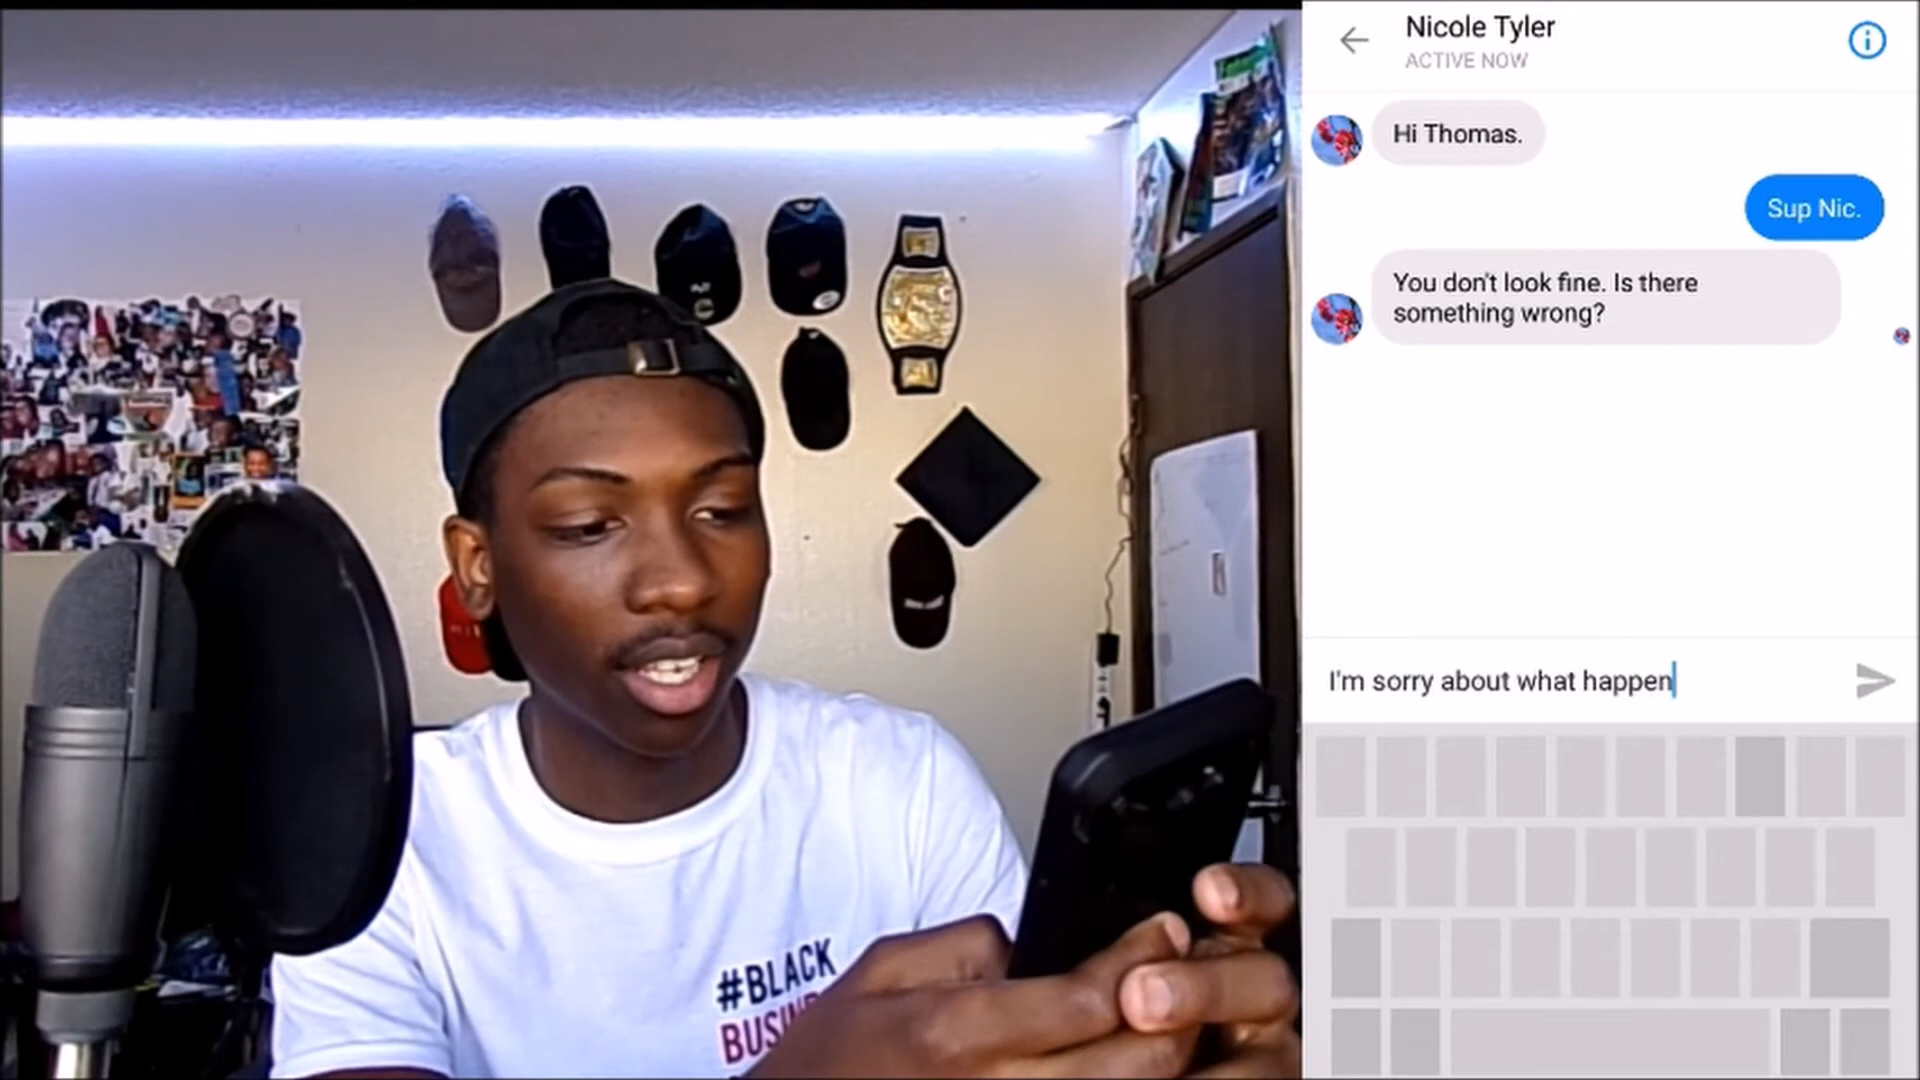 Nicole Tyler
ACTIVE NOW
Hi Thomas.
Sup Nic.
You don't look fine. Is there
something wrong?
I'm sorry about what happen
#BLACK